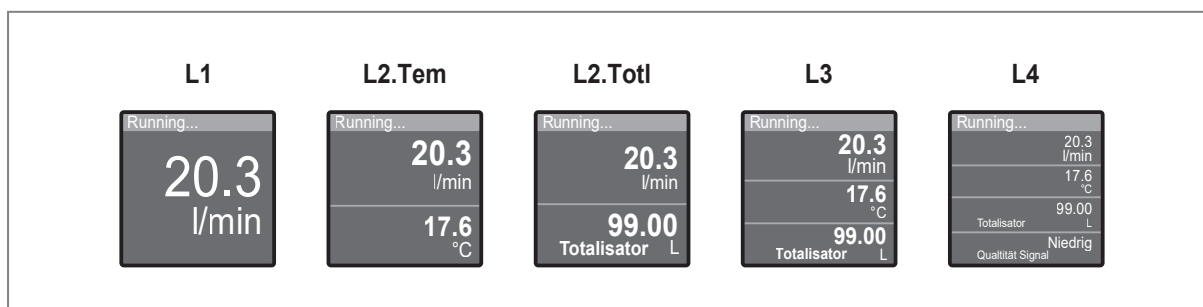 L1
L2.Tem
L2.Totl
L3
L4
Running...
20.3
l/min
Running...
20.3
l/min
17.6
°C
Running...
20.3
l/min
99.00
Totalisator L
Running...
20.3
l/min
17.6
°C
99.00
Totalisator L
Running...
20.3
l/min
17.6
°C
99.00
Totalisator L
Niedrig
Qualtität Signal